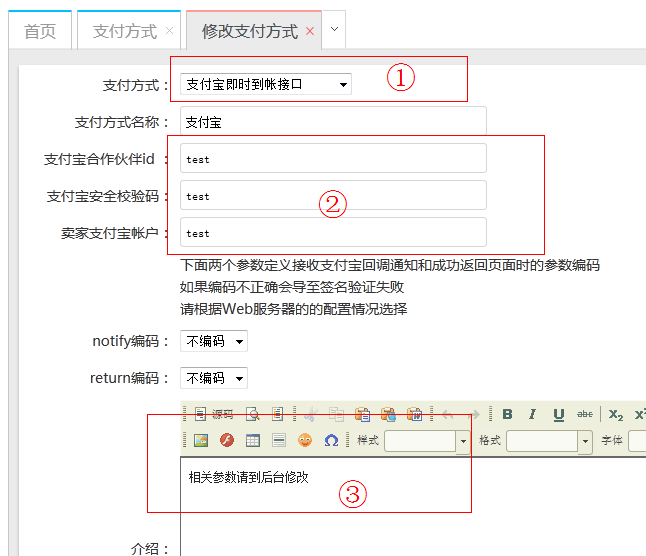 首页 支付方式 × 修改支付方式 ×
支付方式： 支付宝即时到帐接口 ①
支付方式名称： 支付宝
支付宝合作伙伴id ： test
支付宝安全校验码： test ②
卖家支付宝帐户： test
下面两个参数定义接收支付宝回调通知和成功返回页面时的参数编码
如果编码不正确会导至签名验证失败
请根据Web服务器的的配置情况选择
notify编码： 不编码
return编码： 不编码
源码 B I U abc X₂ X²
样式 格式 字体
相关参数请到后台修改
③
介绍：